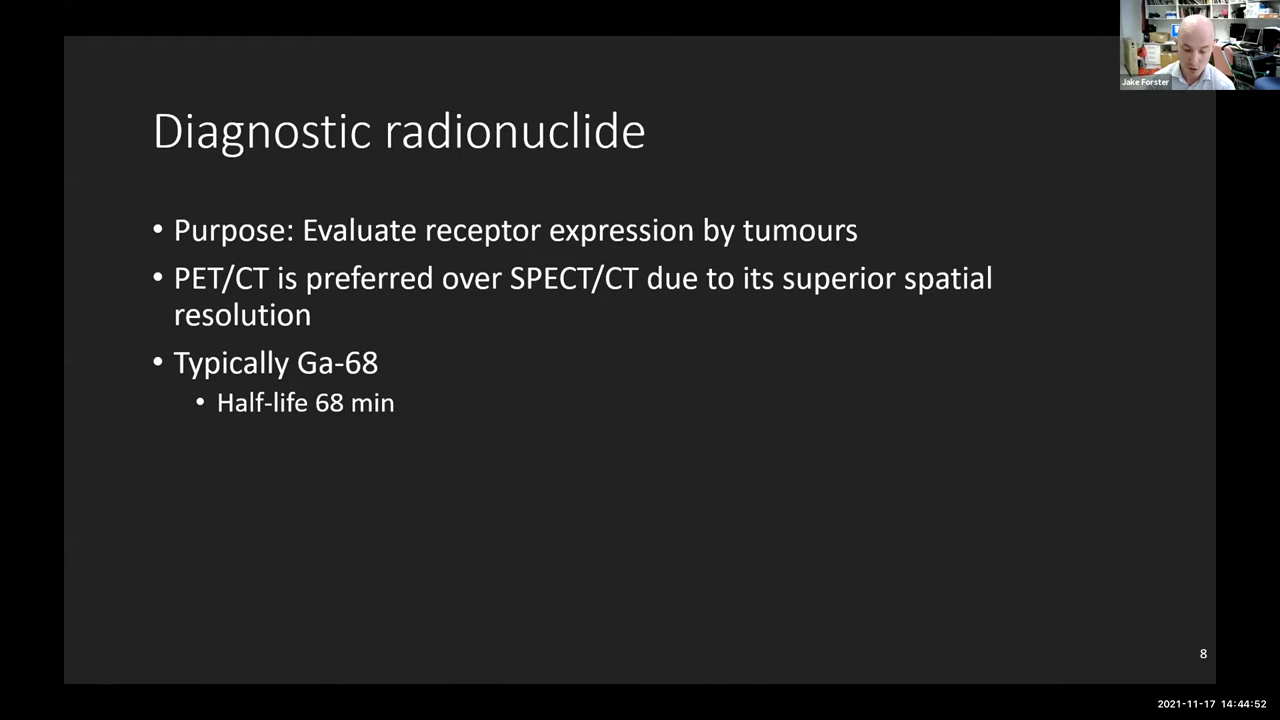 Jake Forster
Diagnostic radionuclide
• Purpose: Evaluate receptor expression by tumours
• PET/CT is preferred over SPECT/CT due to its superior spatial
resolution
• Typically Ga-68
• Half-life 68 min
8
2021-11-17 14:44:52